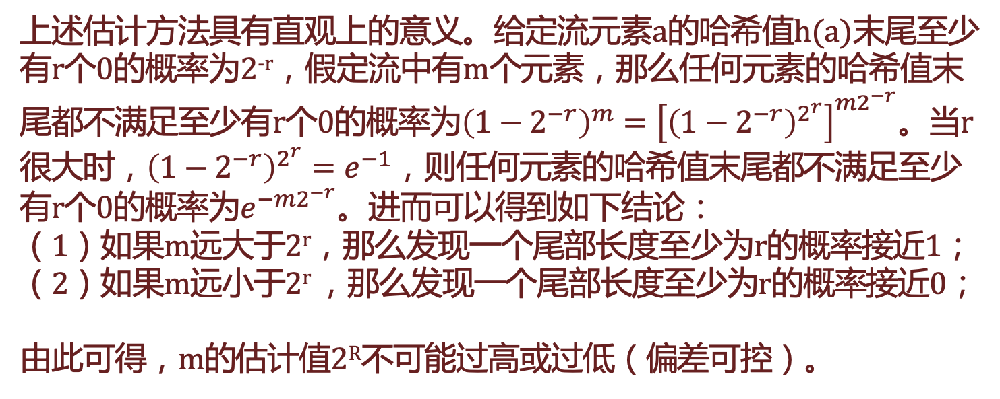 上述估计方法具有直观上的意义。给定流元素a的哈希值h(a)末尾至少
有r个0的概率为2⁻ʳ，假定流中有m个元素，那么任何元素的哈希值末
尾都不满足至少有r个0的概率为$(1-2^{-r})^m=\left[(1-2^{-r})^{2^r}\right]^{m2^{-r}}$。当r
很大时，$(1-2^{-r})^{2^r}=e^{-1}$，则任何元素的哈希值末尾都不满足至少
有r个0的概率为$e^{-m2^{-r}}$。进而可以得到如下结论：
（1）如果m远大于2ʳ，那么发现一个尾部长度至少为r的概率接近1；
（2）如果m远小于2ʳ，那么发现一个尾部长度至少为r的概率接近0；
由此可得，m的估计值2ᴿ不可能过高或过低（偏差可控）。